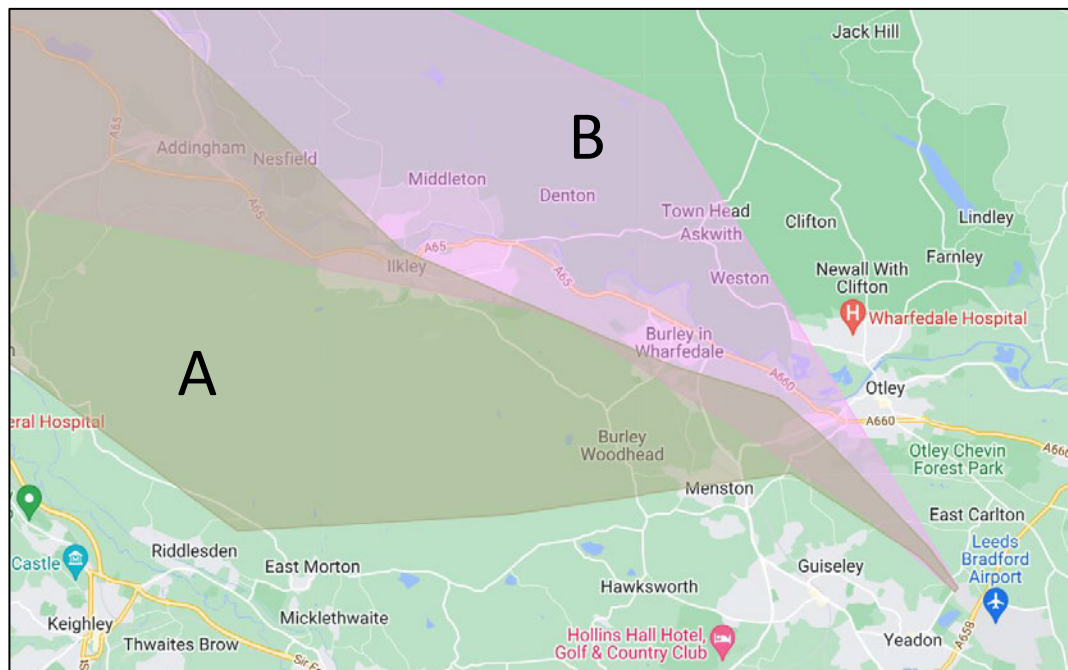 Jack Hill
A65
B
Addingham
Nesfield
Middleton
Denton
Town Head
Askwith
Clifton
Lindley
Farnley
A65
A65
Ilkley
A65
Weston
Newall With
Clifton
H
Wharfedale Hospital
Burley in
Wharfedale
A
A660
Otley
A660
eral Hospital
Burley
Woodhead
Otley Chevin
Forest Park
Menston
East Carlton
Riddlesden
East Morton
Castle
Leeds
Bradford
Airport
Guiseley
Hawksworth
Micklethwaite
Keighley
Thwaites Brow
Hollins Hall Hotel,
Golf & Country Club
Yeadon
A658